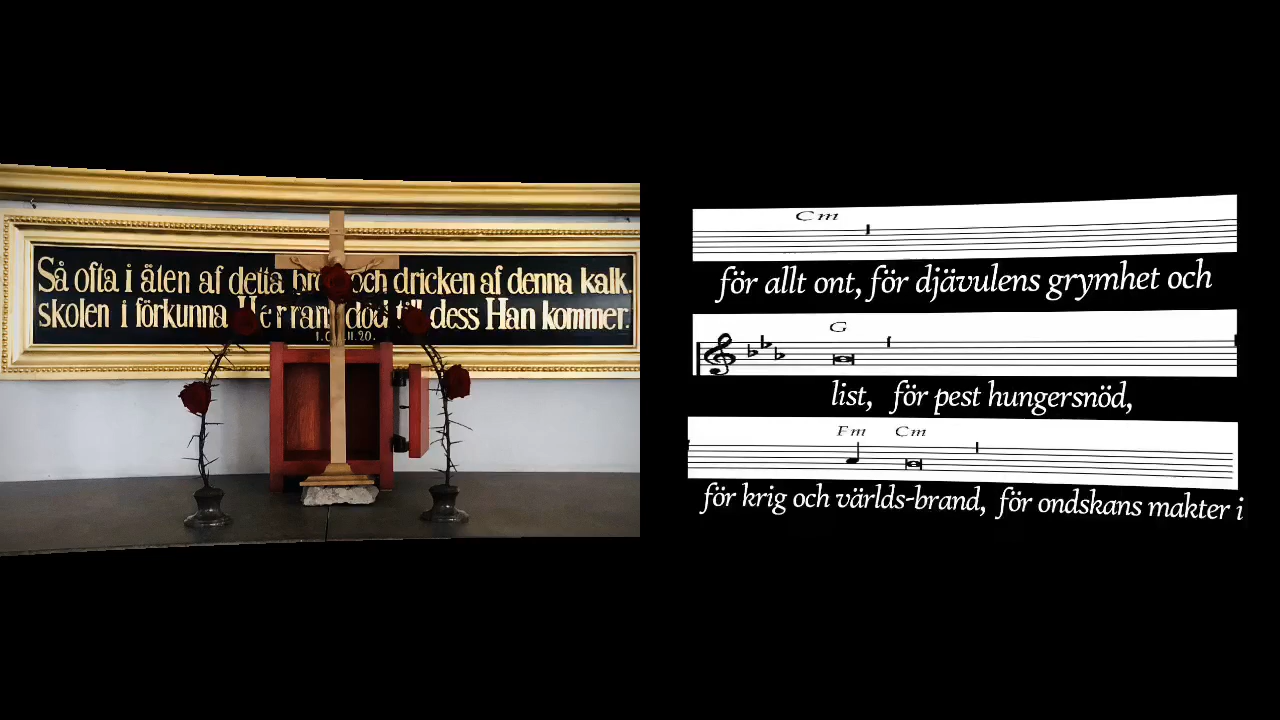 Så ofta i äten af detta bröd och dricken af denna kalk.
skolen i förkunna Herrans död till dess Han kommer.
Cm
för allt ont, för djävulens grymhet och
G
list, för pest hungersnöd,
Fm Cm
för krig och världs-brand, för ondskans makter i